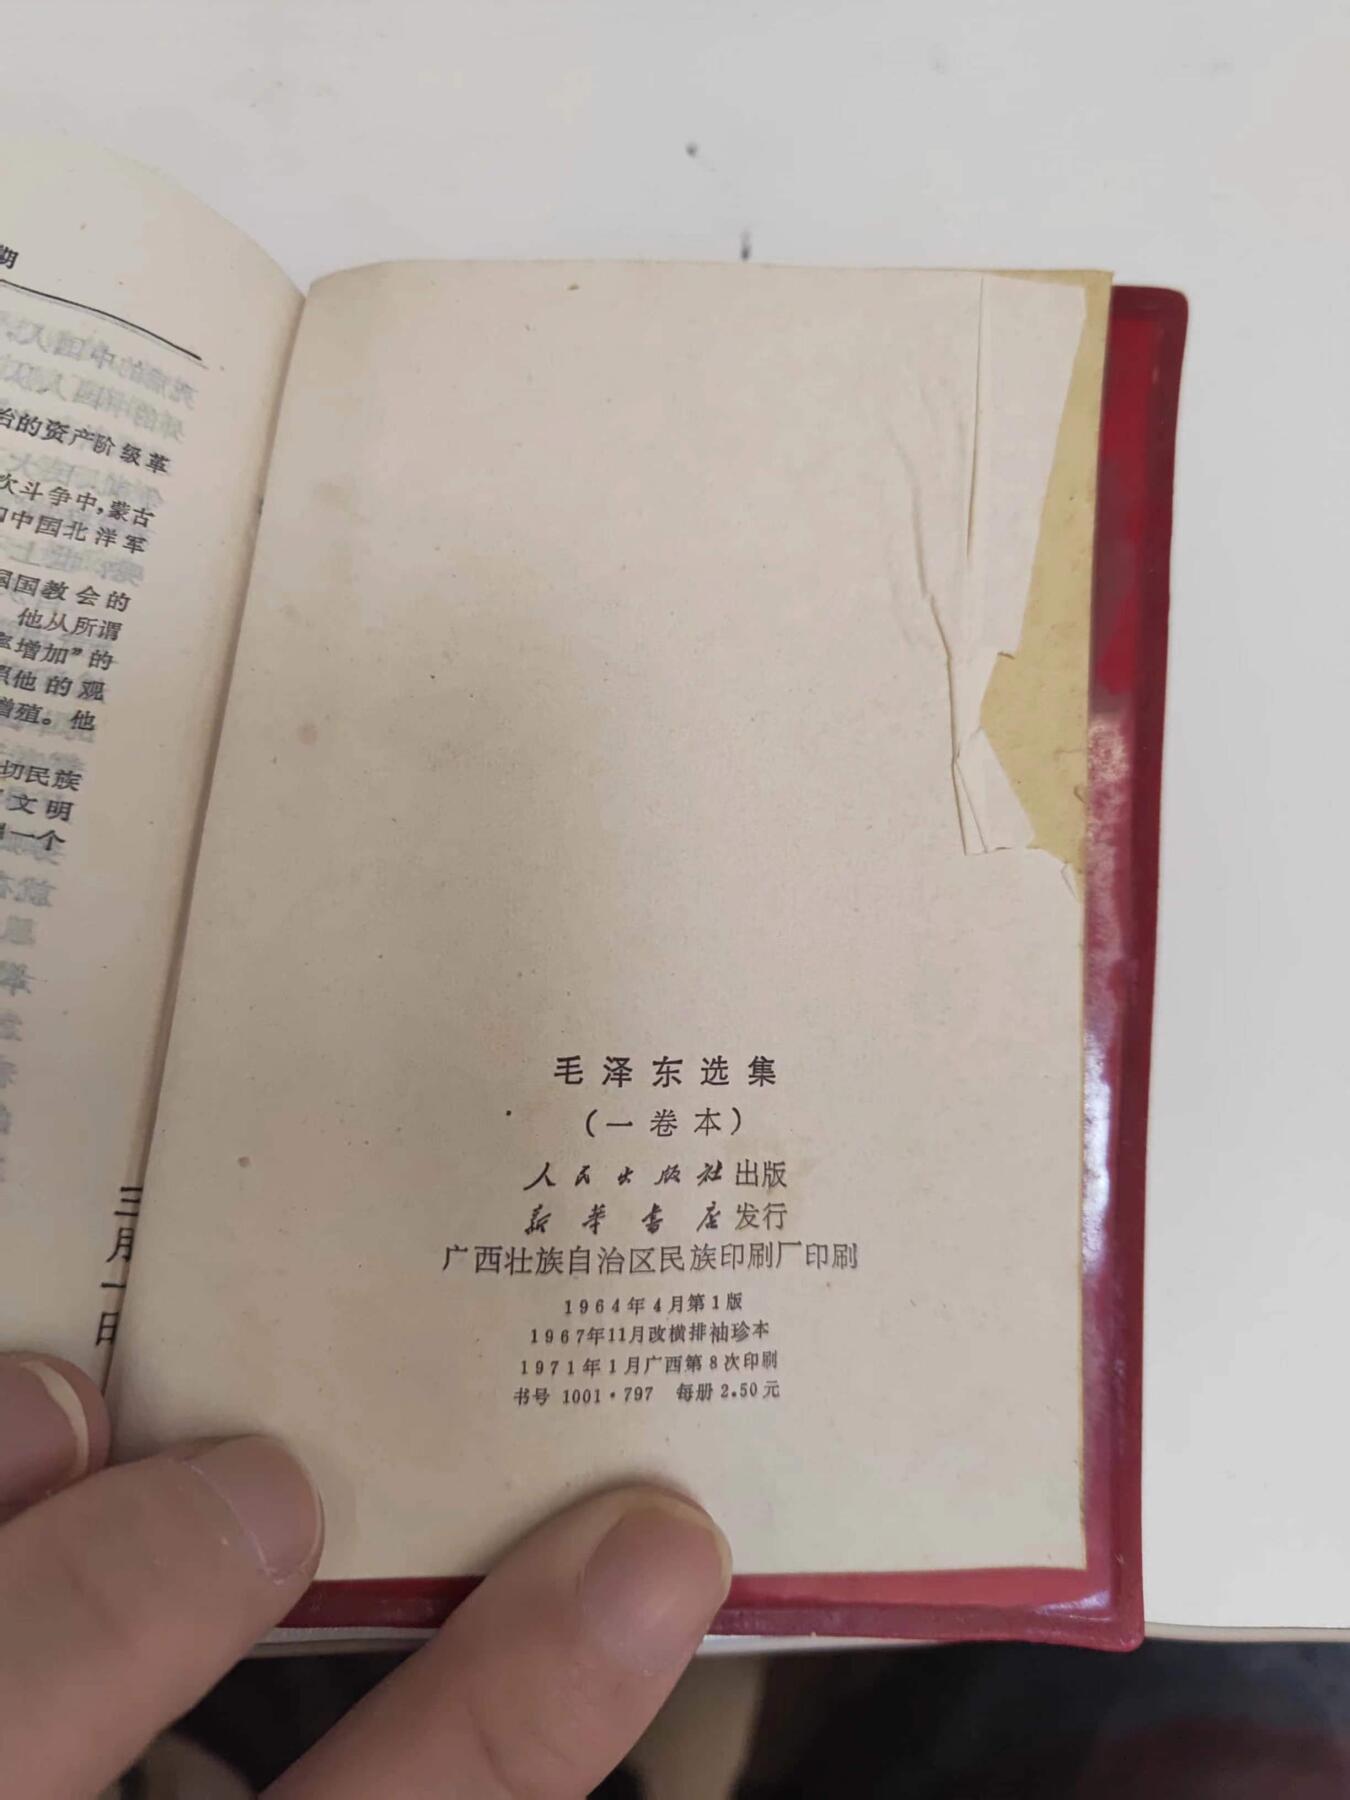 期
治的资产阶级革
次斗争中，蒙古
中国北洋军
国教会的
他从所谓
增加”的
照他的观
增殖。他
切民族
文明
一个
三月一日
毛泽东选集
（一卷本）
人民出版社出版
新华书店发行
广西壮族自治区民族印刷厂印刷
1964年4月第1版
1967年11月改横排袖珍本
1971年1月广西第8次印刷
书号 1001·797 每册2.50元